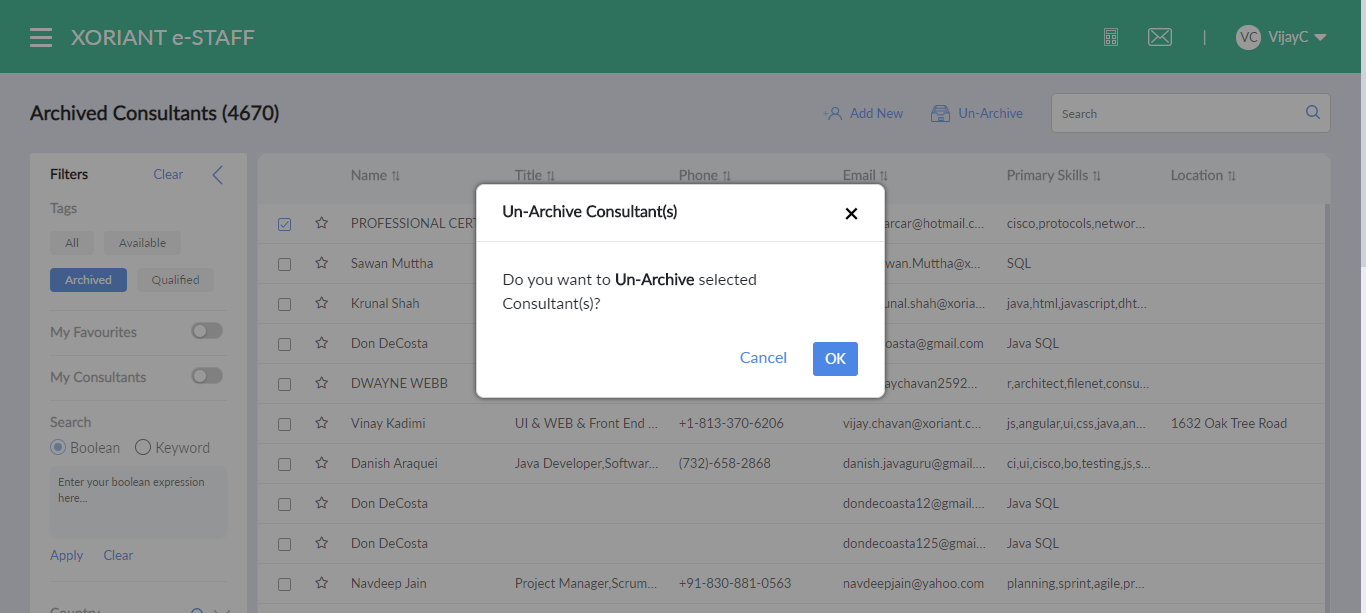 XORIANT e-STAFF
|
VC VijayC
Archived Consultants (4670)
Add New
Un-Archive
Search
Filters
Clear
Tags
All
Available
Archived
Qualified
My Favourites
My Consultants
Search
Boolean
Keyword
Enter your boolean expression
here...
Apply
Clear
Name Title Phone Email Primary Skills Location
PROFESSIONAL CERT arcar@hotmail.c... cisco,protocols,networ...
Sawan Muttha wan.Muttha@x... SQL
Krunal Shah unal.shah@xoria... java,html,javascript,dht...
Don DeCosta oasta@gmail.com Java SQL
DWAYNE WEBB aychavan2592... r,architect,filenet,consu...
Vinay Kadimi UI & WEB & Front End ... +1-813-370-6206 vijay.chavan@xoriant.c... js,angular,ui,css,java,an... 1632 Oak Tree Road
Danish Araquei Java Developer,Softwar... (732)-658-2868 danish.javaguru@gmail.... ci,ui,cisco,bo,testing,js,s...
Don DeCosta dondecoasta12@gmail.... Java SQL
Don DeCosta dondecoasta125@gmai... Java SQL
Navdeep Jain Project Manager,Scrum... +91-830-881-0563 navdeepjain@yahoo.com planning,sprint,agile,pr...
Un-Archive Consultant(s)
Do you want to Un-Archive selected
Consultant(s)?
Cancel
OK